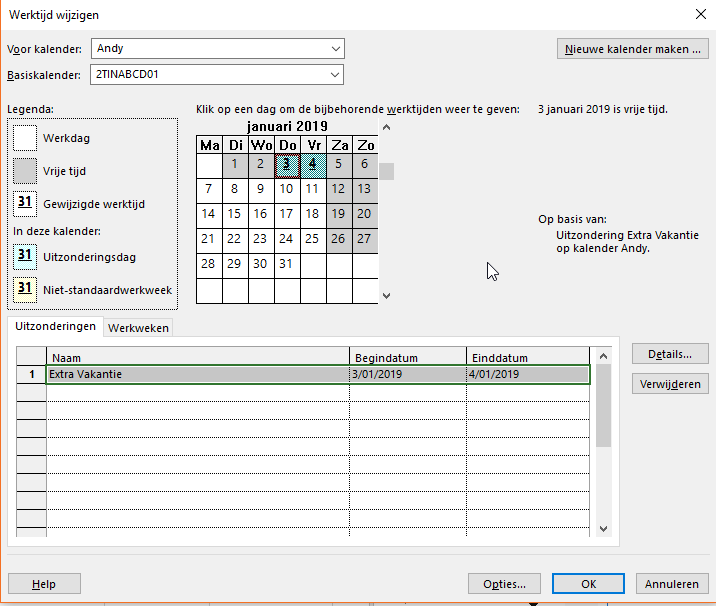 Werktijd wijzigen
Voor kalender: Andy Nieuwe kalender maken ...
Basiskalender: 2TINABCD01
Legenda: Klik op een dag om de bijbehorende werktijden weer te geven: 3 januari 2019 is vrije tijd.
januari 2019
Ma Di Wo Do Vr Za Zo
Werkdag
1 2 3 4 5 6
Vrije tijd
7 8 9 10 11 12 13
31 Gewijzigde werktijd
14 15 16 17 18 19 20
In deze kalender:
Op basis van:
21 22 23 24 25 26 27
Uitzondering Extra Vakantie
op kalender Andy.
31 Uitzonderingsdag
28 29 30 31
31 Niet-standaardwerkweek
Uitzonderingen Werkweken
Naam Begindatum Einddatum
Details...
1 Extra Vakantie 3/01/2019 4/01/2019
Verwijderen
Help Opties... OK Annuleren